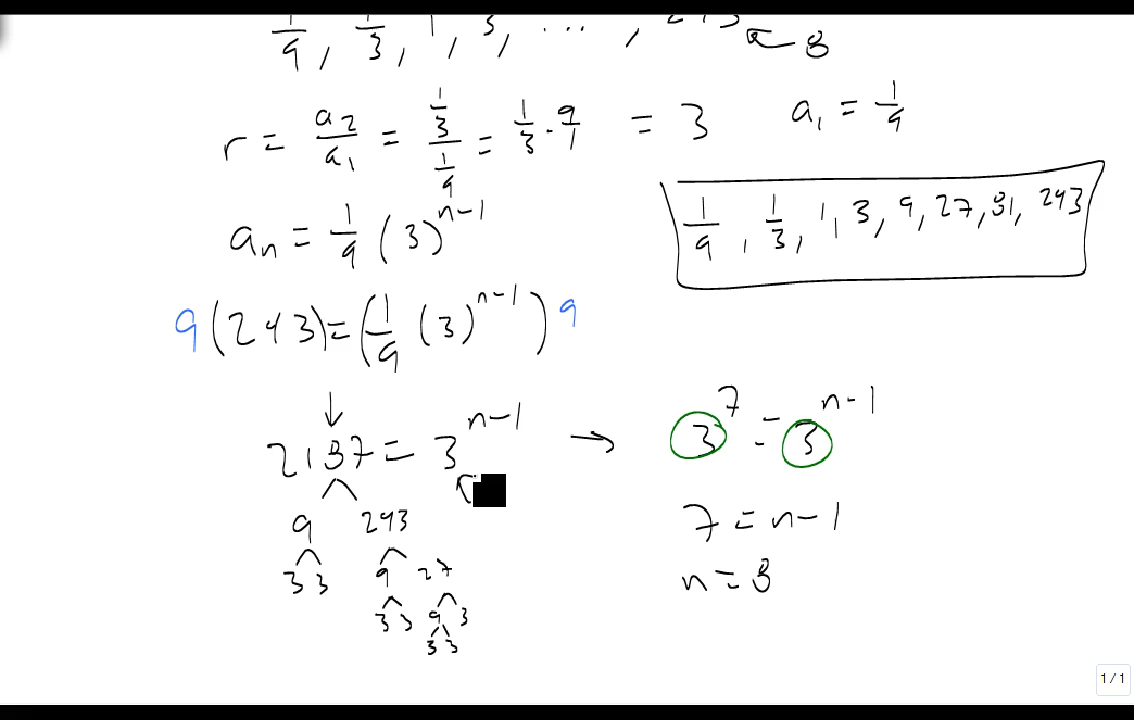 1/9, 1/3, 1, 3, ..., 243 a 8
r = a2/a1 = (1/3)/(1/9) = 1/3 · 9/1 = 3 a1 = 1/9
1/9, 1/3, 1, 3, 9, 27, 81, 243
an = 1/9 (3)^n-1
9(243) = (1/9 (3)^n-1) 9
2187 = 3^n-1 → 3^7 = 3^n-1
9 243 7 = n-1
3 3 9 27 n = 8
3 3 9 3
3 3
1/1